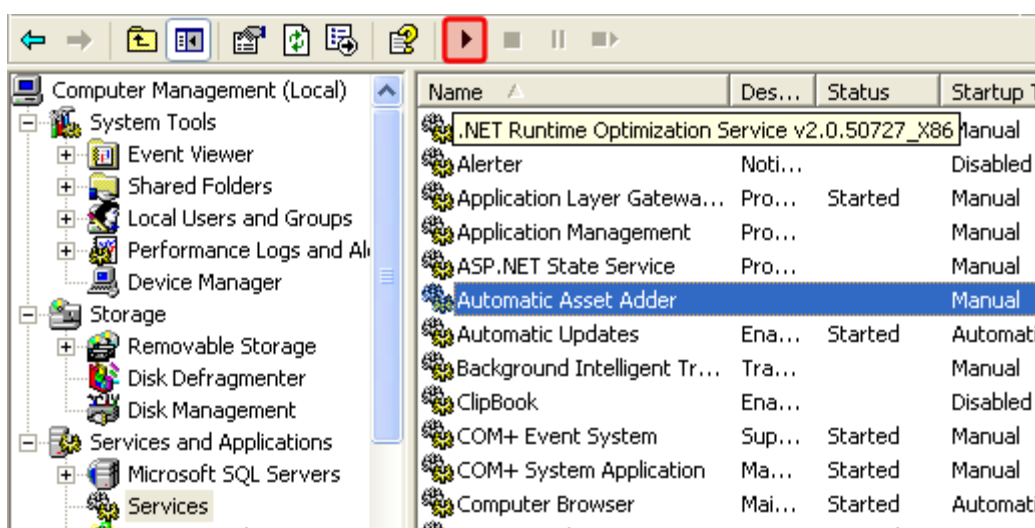 Computer Management (Local)
System Tools
Event Viewer
Shared Folders
Local Users and Groups
Performance Logs and Al
Device Manager
Storage
Removable Storage
Disk Defragmenter
Disk Management
Services and Applications
Microsoft SQL Servers
Services
Name Des... Status Startup T
.NET Runtime Optimization Service v2.0.50727_X86 Manual
Alerter Noti... Disabled
Application Layer Gatewa... Pro... Started Manual
Application Management Pro... Manual
ASP.NET State Service Pro... Manual
Automatic Asset Adder Manual
Automatic Updates Ena... Started Automati
Background Intelligent Tr... Tra... Manual
ClipBook Ena... Disabled
COM+ Event System Sup... Started Manual
COM+ System Application Ma... Started Manual
Computer Browser Mai... Started Automati